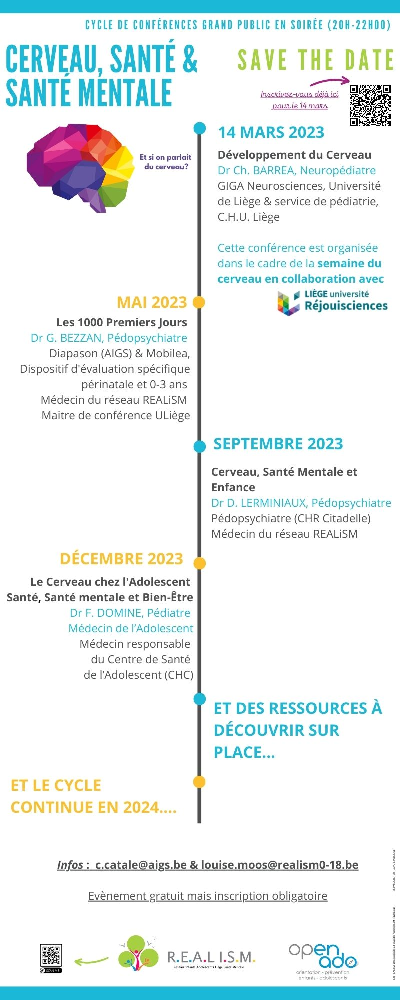 CYCLE DE CONFÉRENCES GRAND PUBLIC EN SOIRÉE (20H-22H00)
CERVEAU, SANTÉ &
SANTÉ MENTALE
SAVE THE DATE
Inscrivez-vous déjà ici
pour le 14 mars
Et si on parlait
du cerveau?
14 MARS 2023
Développement du Cerveau
Dr Ch. BARREA, Neuropédiatre
GIGA Neurosciences, Université
de Liège & service de pédiatrie,
C.H.U. Liège
Cette conférence est organisée
dans le cadre de la semaine du
cerveau en collaboration avec
LIÈGE université
Réjouisciences
MAI 2023
Les 1000 Premiers Jours
Dr G. BEZZAN, Pédopsychiatre
Diapason (AIGS) & Mobilea,
Dispositif d'évaluation spécifique
périnatale et 0-3 ans
Médecin du réseau REALiSM
Maitre de conférence ULiège
SEPTEMBRE 2023
Cerveau, Santé Mentale et
Enfance
Dr D. LERMINIAUX, Pédopsychiatre
Pédopsychiatre (CHR Citadelle)
Médecin du réseau REALiSM
DÉCEMBRE 2023
Le Cerveau chez l'Adolescent
Santé, Santé mentale et Bien-Être
Dr F. DOMINE, Pédiatre
Médecin de l’Adolescent
Médecin responsable
du Centre de Santé
de l’Adolescent (CHC)
ET DES RESSOURCES À
DÉCOUVRIR SUR
PLACE...
ET LE CYCLE
CONTINUE EN 2024....
Infos : c.catale@aigs.be & louise.moos@realism0-18.be
Evènement gratuit mais inscription obligatoire
SCAN ME
R.E.A.L.I.S.M.
Réseau Enfants Adolescents Liège Santé Mentale
open
ado
orientation - prévention
enfants - adolescents
NE PAS JETER SUR LA VOIE PUBLIQUE